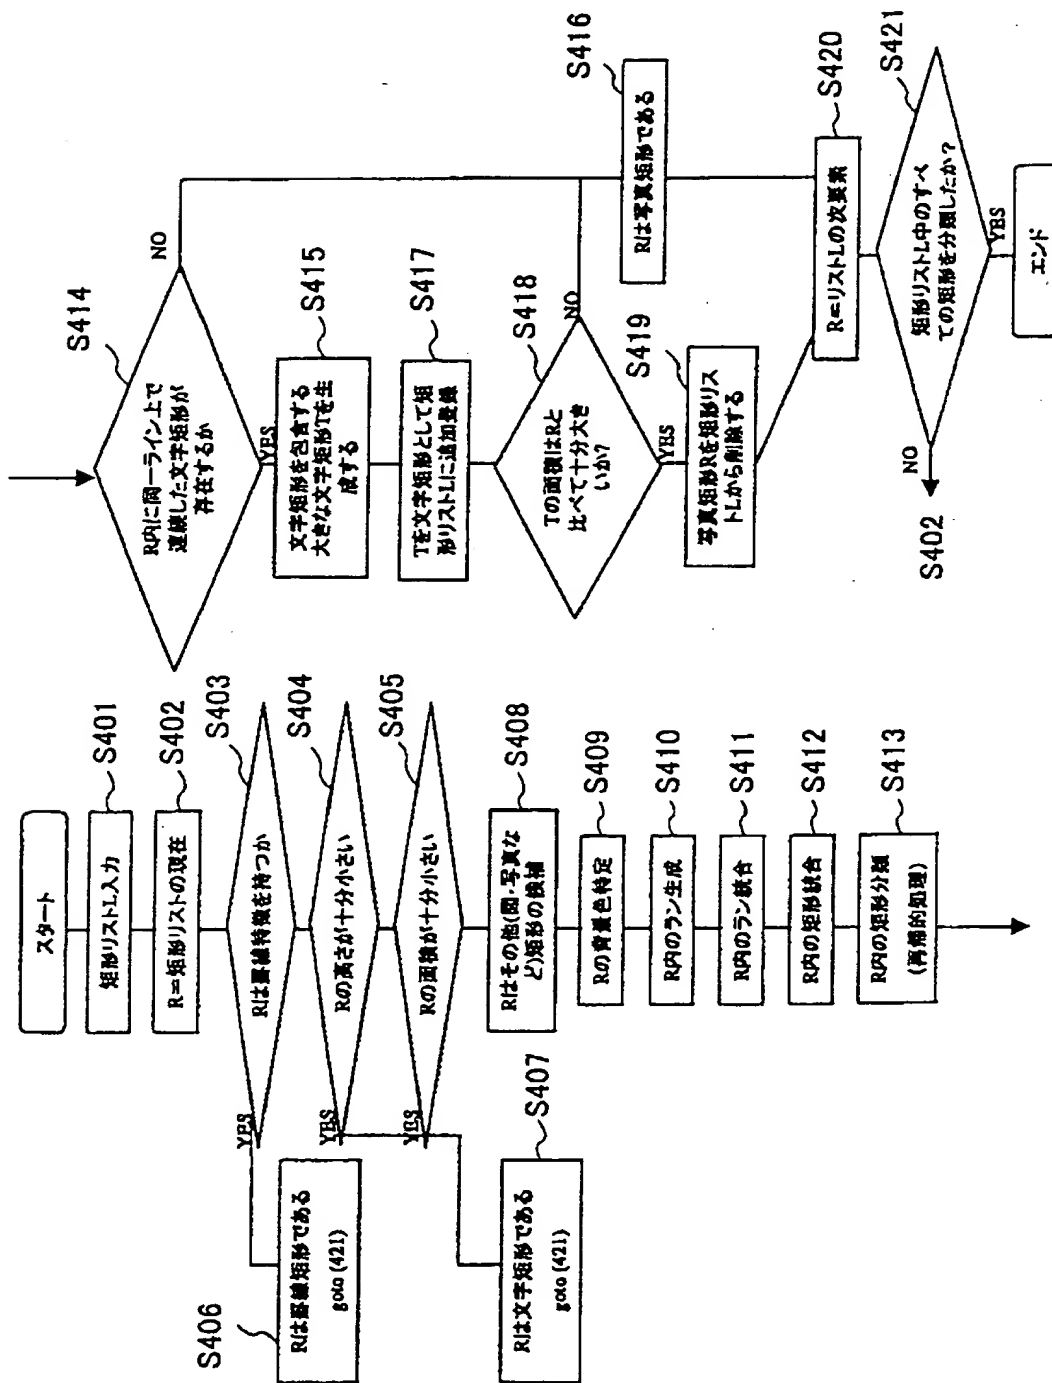 スタート
矩形リストL入力
S401
R=矩形リストの現在
S402
Rは罫線特徴を持つか
S403
YES
Rは罫線矩形である
goto (421)
S406
Rの高さが十分小さい
S404
YES
Rの面積が十分小さい
S405
YES
Rは文字矩形である
goto (421)
S407
Rはその他(図・写真な
ど)矩形の候補
S408
Rの背景色特定
S409
R内のラン生成
S410
R内のラン統合
S411
R内の矩形統合
S412
R内の矩形分類
(再帰的処理)
S413
R内に同一ライン上で
連続した文字矩形が
存在するか
S414
NO
YES
文字矩形を包含する
大きな文字矩形Tを生
成する
S415
Rは写真矩形である
S416
Tを文字矩形として矩
形リストLに追加登録
S417
Tの面積はRと
比べて十分大き
いか?
S418
NO
YES
写真矩形Rを矩形リス
トLから削除する
S419
R=リストLの次要素
S420
矩形リストL中のすべ
ての矩形を分類したか?
S421
NO
S402
YES
エンド